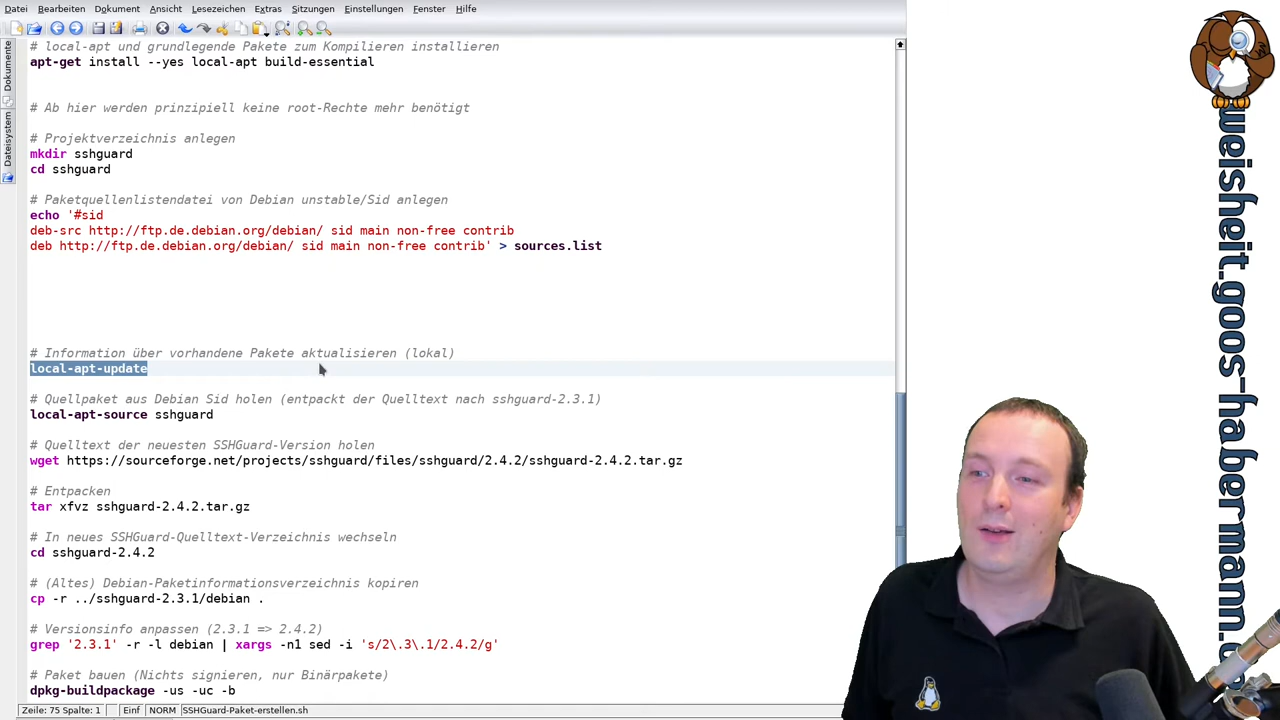 Datei Bearbeiten Dokument Ansicht Lesezeichen Extras Sitzungen Einstellungen Fenster Hilfe
Dokumente
Dateisystem
# local-apt und grundlegende Pakete zum Kompilieren installieren
apt-get install --yes local-apt build-essential
# Ab hier werden prinzipiell keine root-Rechte mehr benötigt
# Projektverzeichnis anlegen
mkdir sshguard
cd sshguard
# Paketquellenlistendatei von Debian unstable/Sid anlegen
echo '#sid
deb-src http://ftp.de.debian.org/debian/ sid main non-free contrib
deb http://ftp.de.debian.org/debian/ sid main non-free contrib' > sources.list
# Information über vorhandene Pakete aktualisieren (lokal)
local-apt-update
# Quellpaket aus Debian Sid holen (entpackt der Quelltext nach sshguard-2.3.1)
local-apt-source sshguard
# Quelltext der neuesten SSHGuard-Version holen
wget https://sourceforge.net/projects/sshguard/files/sshguard/2.4.2/sshguard-2.4.2.tar.gz
# Entpacken
tar xfvz sshguard-2.4.2.tar.gz
# In neues SSHGuard-Quelltext-Verzeichnis wechseln
cd sshguard-2.4.2
# (Altes) Debian-Paketinformationsverzeichnis kopiren
cp -r ../sshguard-2.3.1/debian .
# Versionsinfo anpassen (2.3.1 => 2.4.2)
grep '2.3.1' -r -l debian | xargs -n1 sed -i 's/2\.3\.1/2.4.2/g'
# Paket bauen (Nichts signieren, nur Binärpakete)
dpkg-buildpackage -us -uc -b
Zeile: 75 Spalte: 1 Einf NORM SSHGuard-Paket-erstellen.sh
weisheit.goos-habermann.